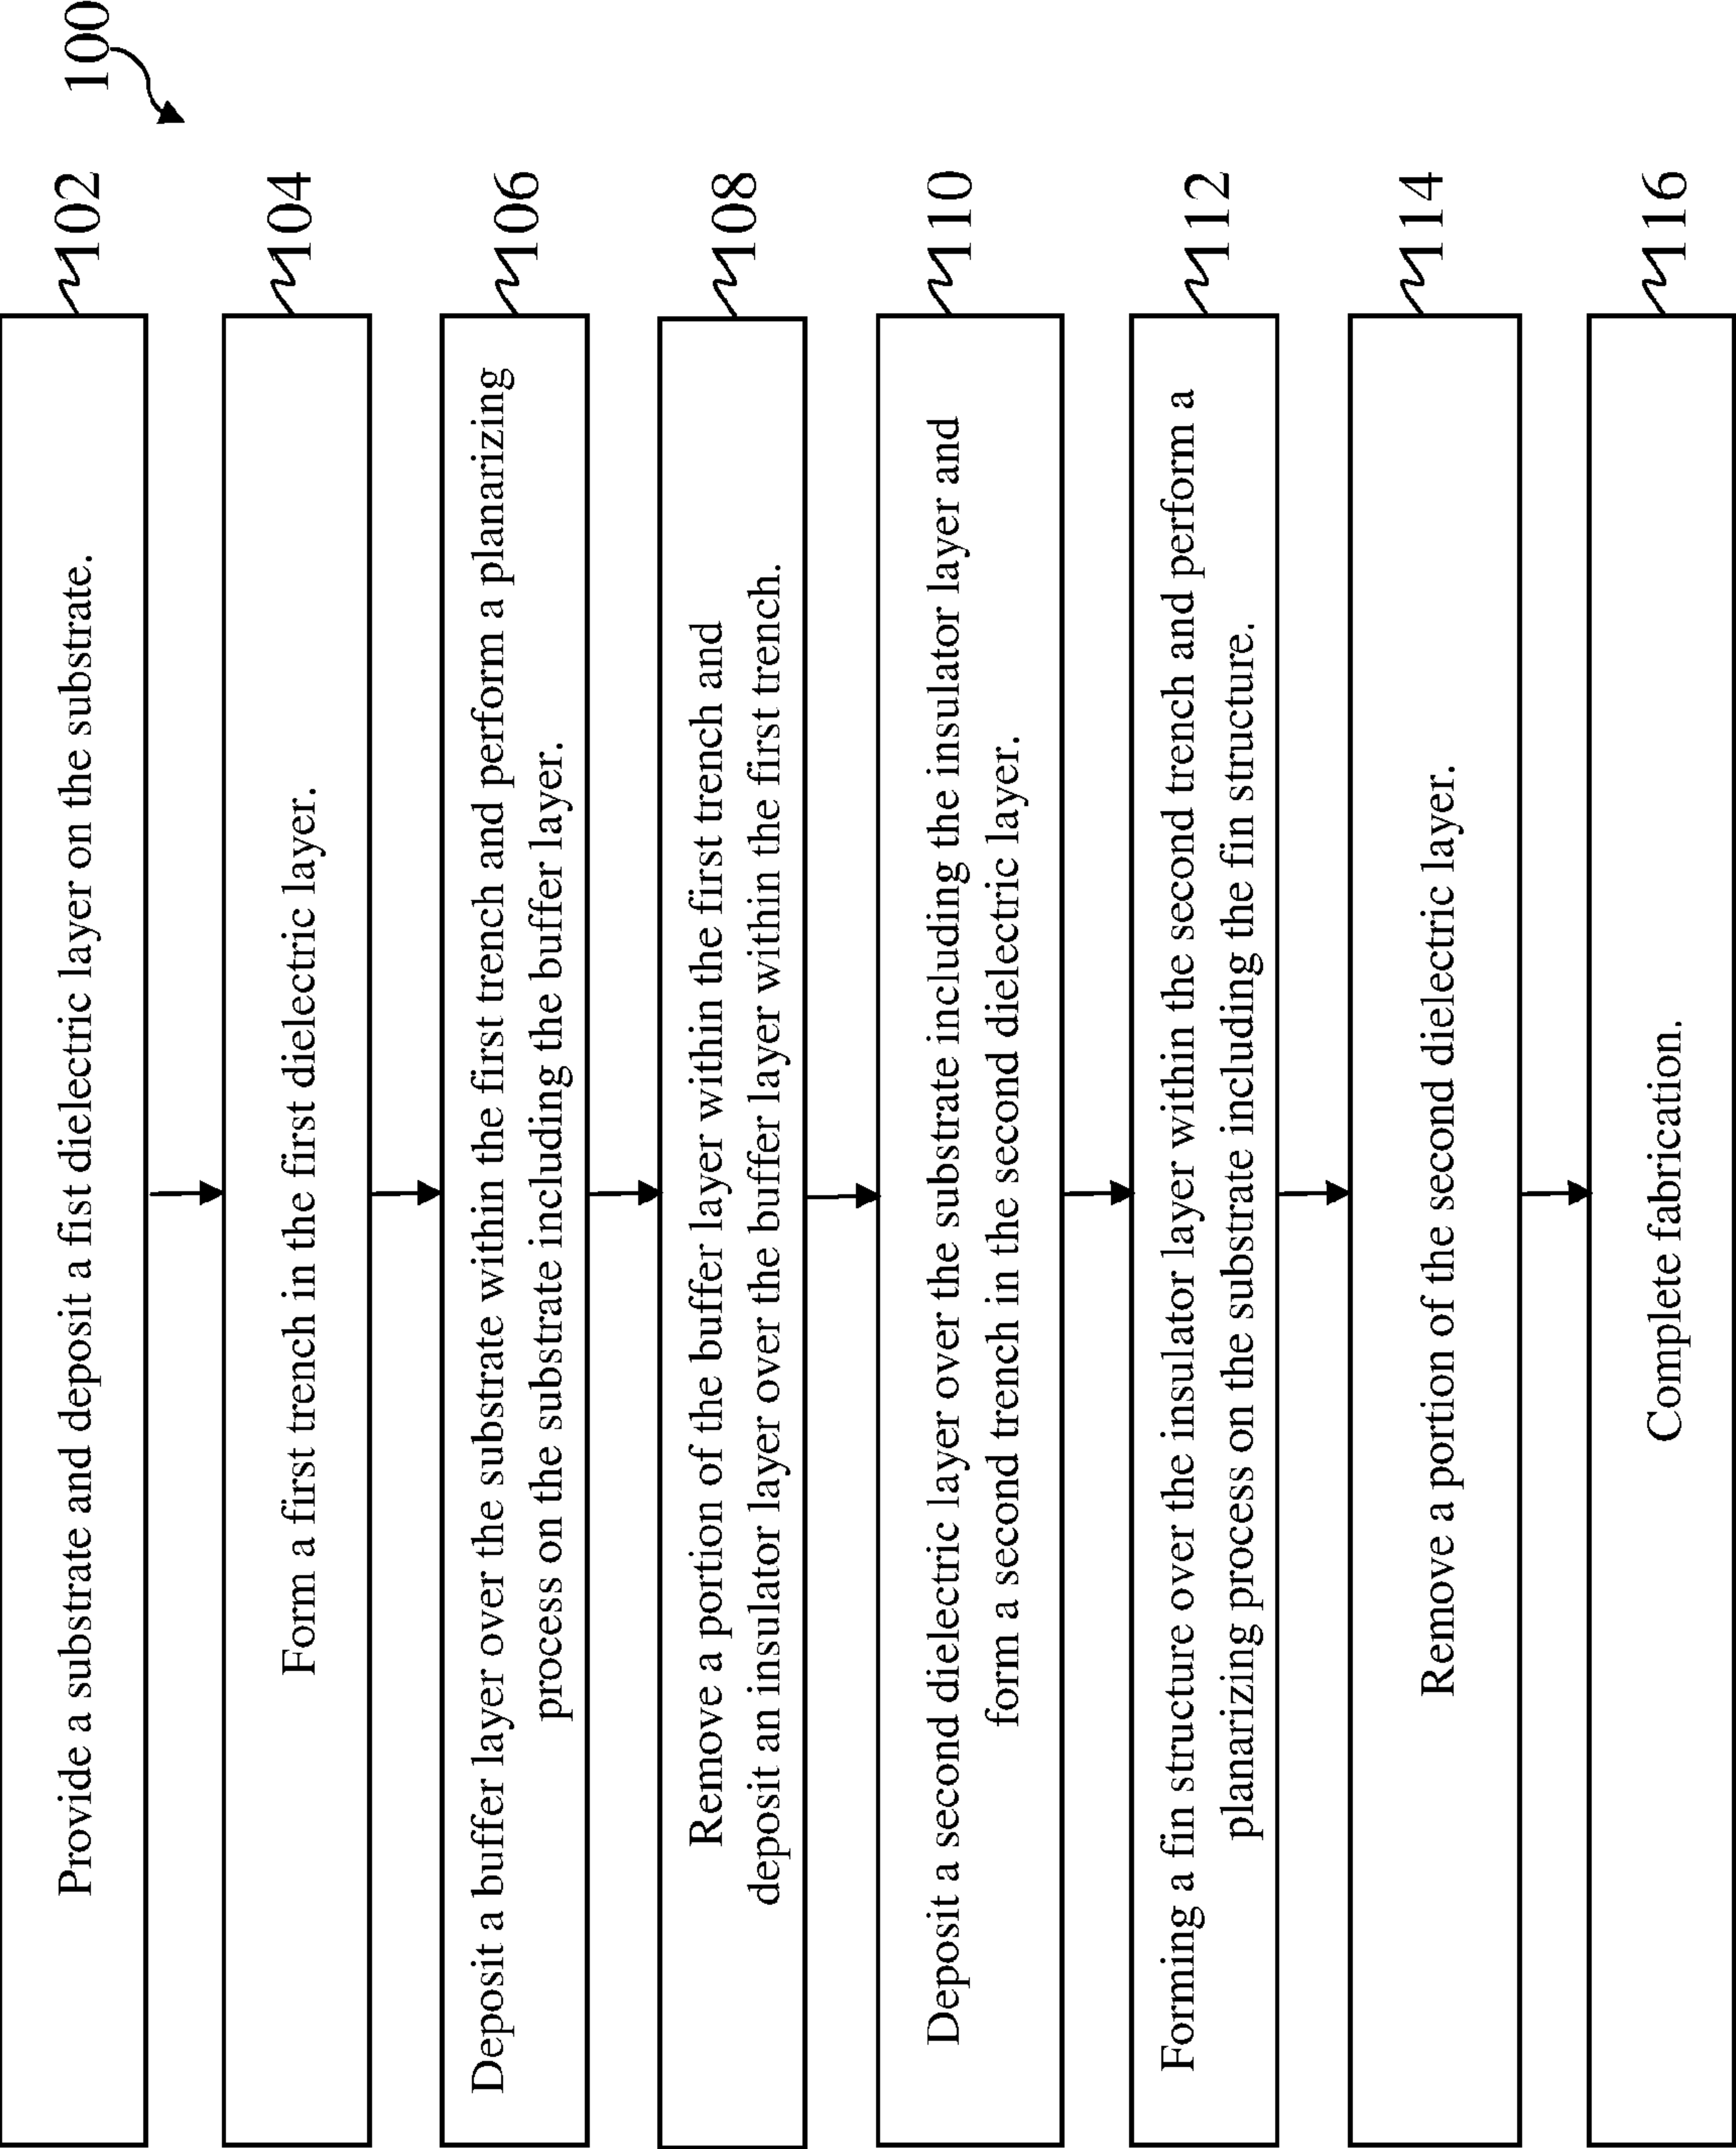 100
Provide a substrate and deposit a fist dielectric layer on the substrate.
102
Form a first trench in the first dielectric layer.
104
Deposit a buffer layer over the substrate within the first trench and perform a planarizing
process on the substrate including the buffer layer.
106
Remove a portion of the buffer layer within the first trench and
deposit an insulator layer over the buffer layer within the first trench.
108
Deposit a second dielectric layer over the substrate including the insulator layer and
form a second trench in the second dielectric layer.
110
Forming a fin structure over the insulator layer within the second trench and perform a
planarizing process on the substrate including the fin structure.
112
Remove a portion of the second dielectric layer.
114
Complete fabrication.
116